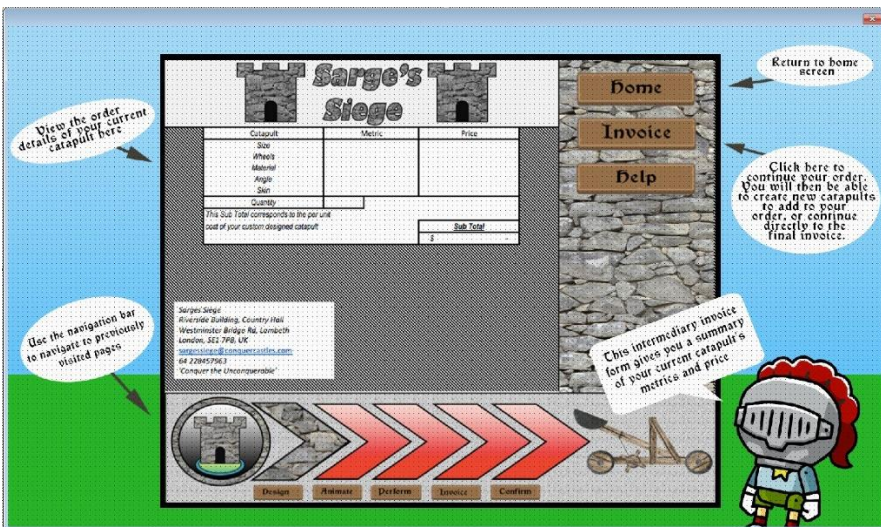 Sarge's
Siege
Home
Invoice
Help
Return to home
screen
View the order
details of your current
catapult here
Click here to
continue your order.
You will then be able
to create new catapults
to add to your
order, or continue
directly to the
final invoice.
Catapult Metric Price
Size
Wheels
Material
Angle
Skin
Quantity
This Sub Total corresponds to the per unit
cost of your custom designed catapult
Sub Total
$ -
Use the navigation bar
to navigate to previously
visited pages
Sarges Siege
Riverside Building, Country Hall
Westminster Bridge Rd, Lambeth
London, SE1 7PB, UK
sargessiege@conquercastles.com
64 228457963
'Conquer the Unconquerable'
This intermediary invoice
form gives you a summary
of your current catapult's
metrics and price
Design Animate Perform Invoice Confirm